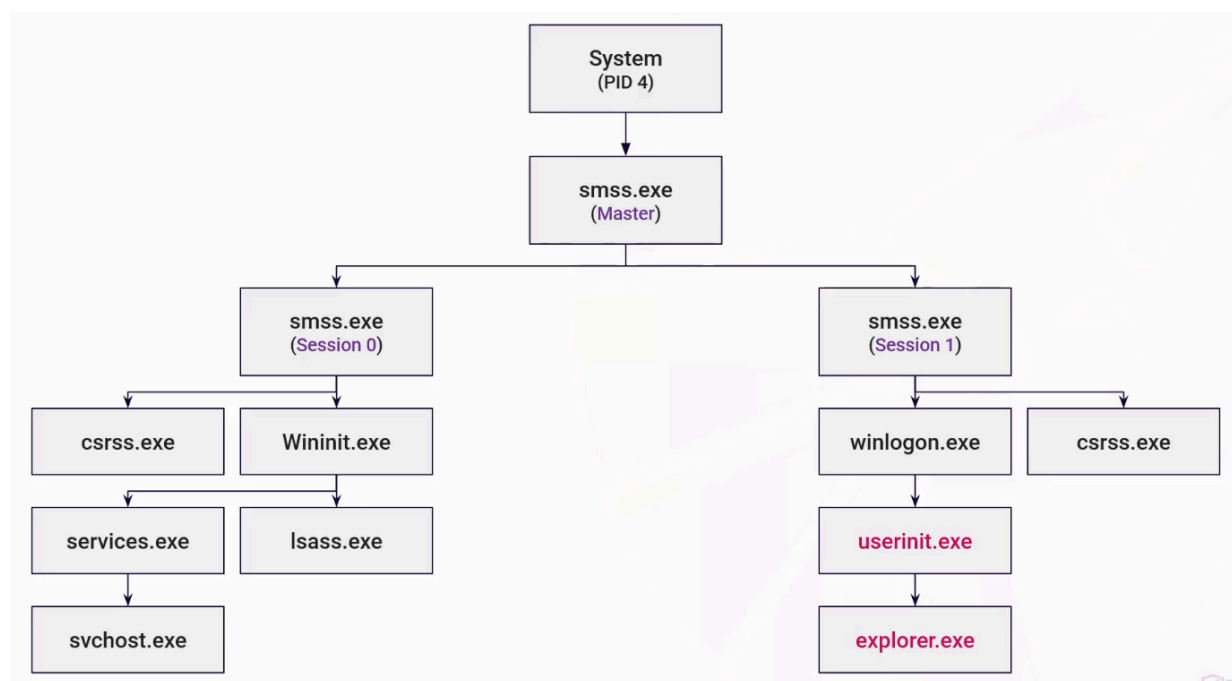 System
(PID 4)
smss.exe
(Master)
smss.exe
(Session 0)
smss.exe
(Session 1)
csrss.exe
Wininit.exe
winlogon.exe
csrss.exe
services.exe
lsass.exe
userinit.exe
svchost.exe
explorer.exe